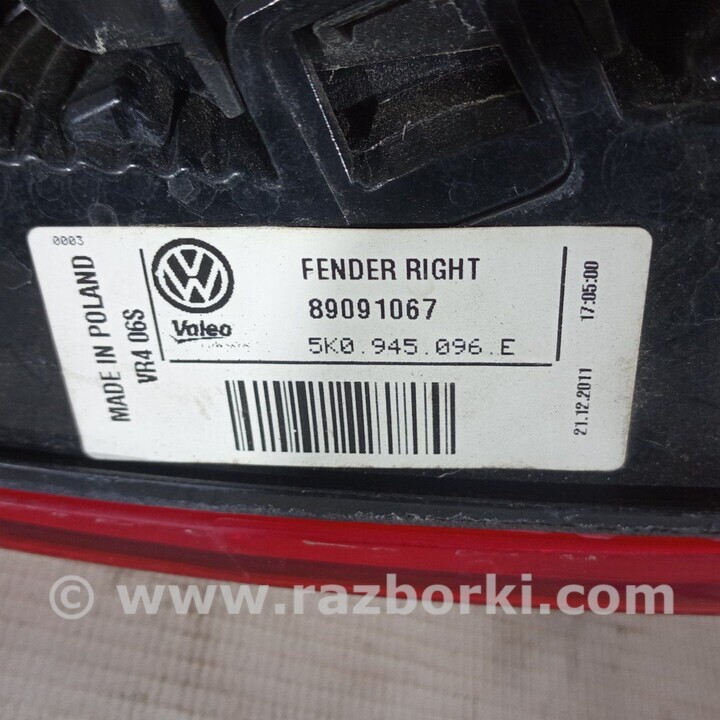 0003
MADE IN POLAND
VR4 06S
VW
Valeo
FENDER RIGHT
89091067
5K0.945.096.E
21.12.2011 17:05:00
© www.razborki.com